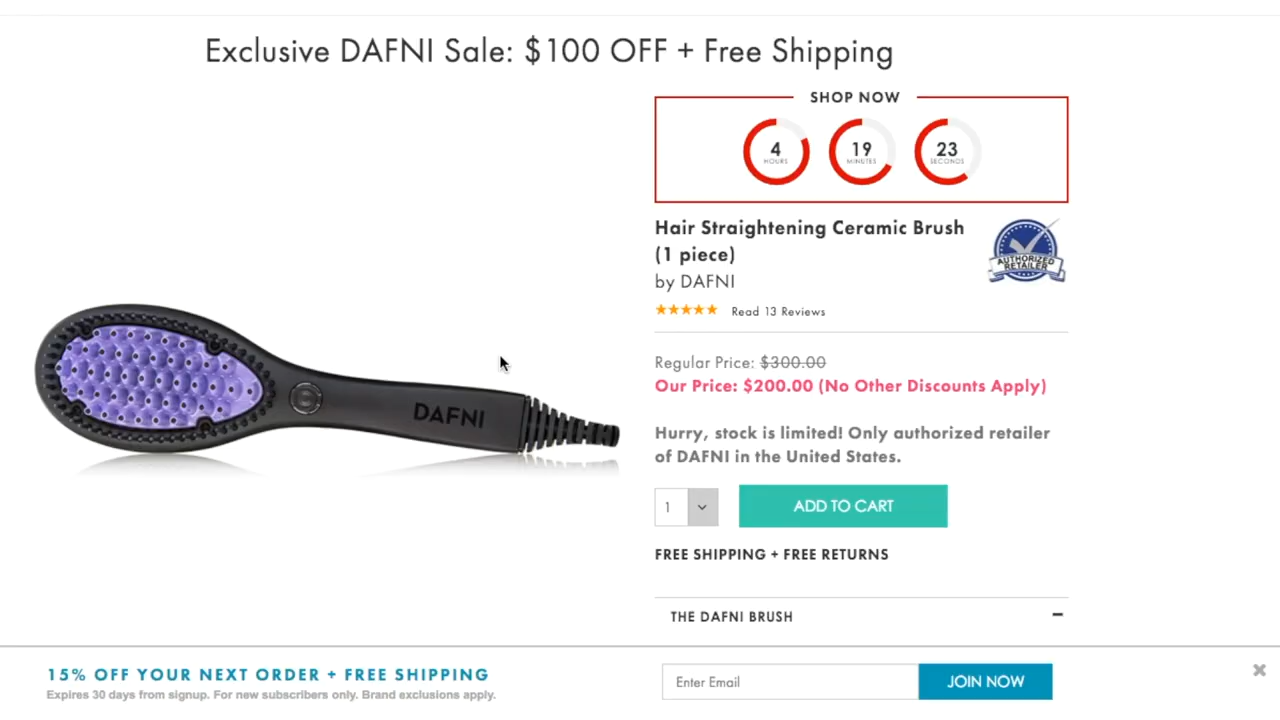 Exclusive DAFNI Sale: $100 OFF + Free Shipping
SHOP NOW
4
HOURS
19
MINUTES
23
SECONDS
Hair Straightening Ceramic Brush
(1 piece)
by DAFNI
AUTHORIZED
RETAILER
Read 13 Reviews
Regular Price: $300.00
Our Price: $200.00 (No Other Discounts Apply)
Hurry, stock is limited! Only authorized retailer
of DAFNI in the United States.
1
ADD TO CART
FREE SHIPPING + FREE RETURNS
DAFNI
THE DAFNI BRUSH
15% OFF YOUR NEXT ORDER + FREE SHIPPING
Expires 30 days from signup. For new subscribers only. Brand exclusions apply.
Enter Email
JOIN NOW